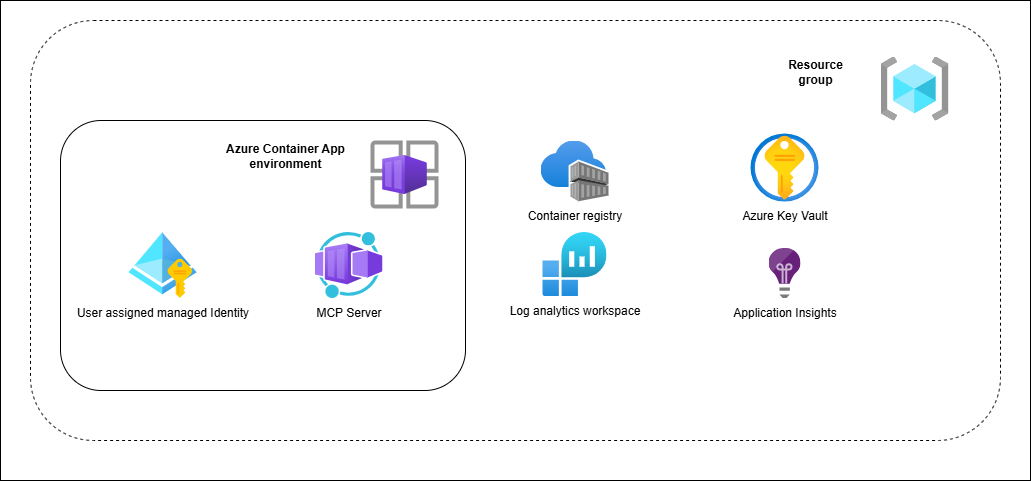 Resource
group
Azure Container App
environment
Container registry
Azure Key Vault
User assigned managed Identity
MCP Server
Log analytics workspace
Application Insights